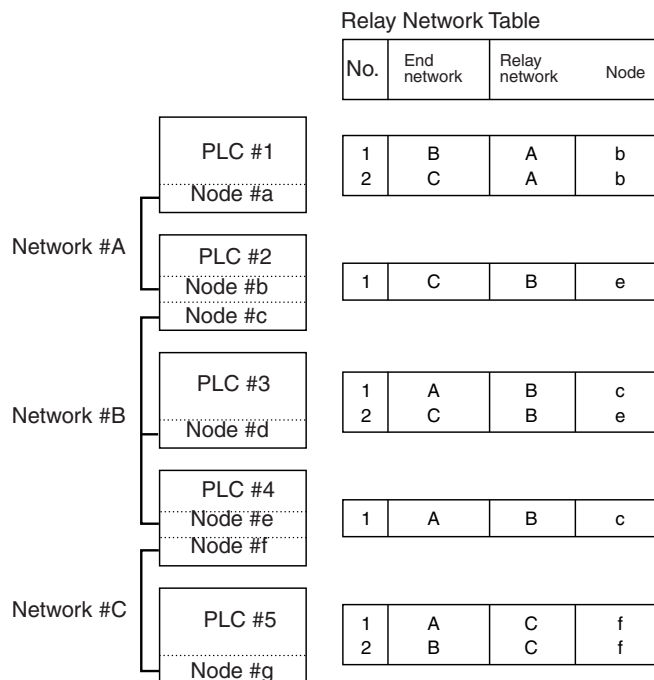 Relay Network Table
No. End network Relay network Node
PLC #1
Node #a
1 B A b
2 C A b
Network #A
PLC #2
Node #b
Node #c
1 C B e
PLC #3
Node #d
1 A B c
2 C B e
Network #B
PLC #4
Node #e
Node #f
1 A B c
Network #C
PLC #5
Node #g
1 A C f
2 B C f